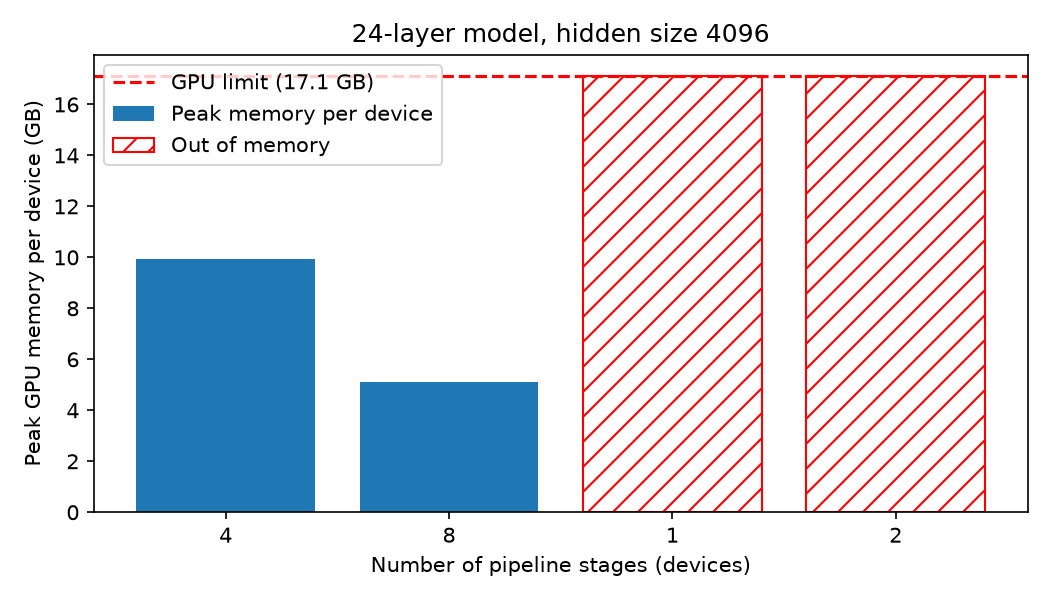 24-layer model, hidden size 4096
GPU limit (17.1 GB)
Peak memory per device
Out of memory
Peak GPU memory per device (GB)
16
14
12
10
8
6
4
2
0
4 8 1 2
Number of pipeline stages (devices)